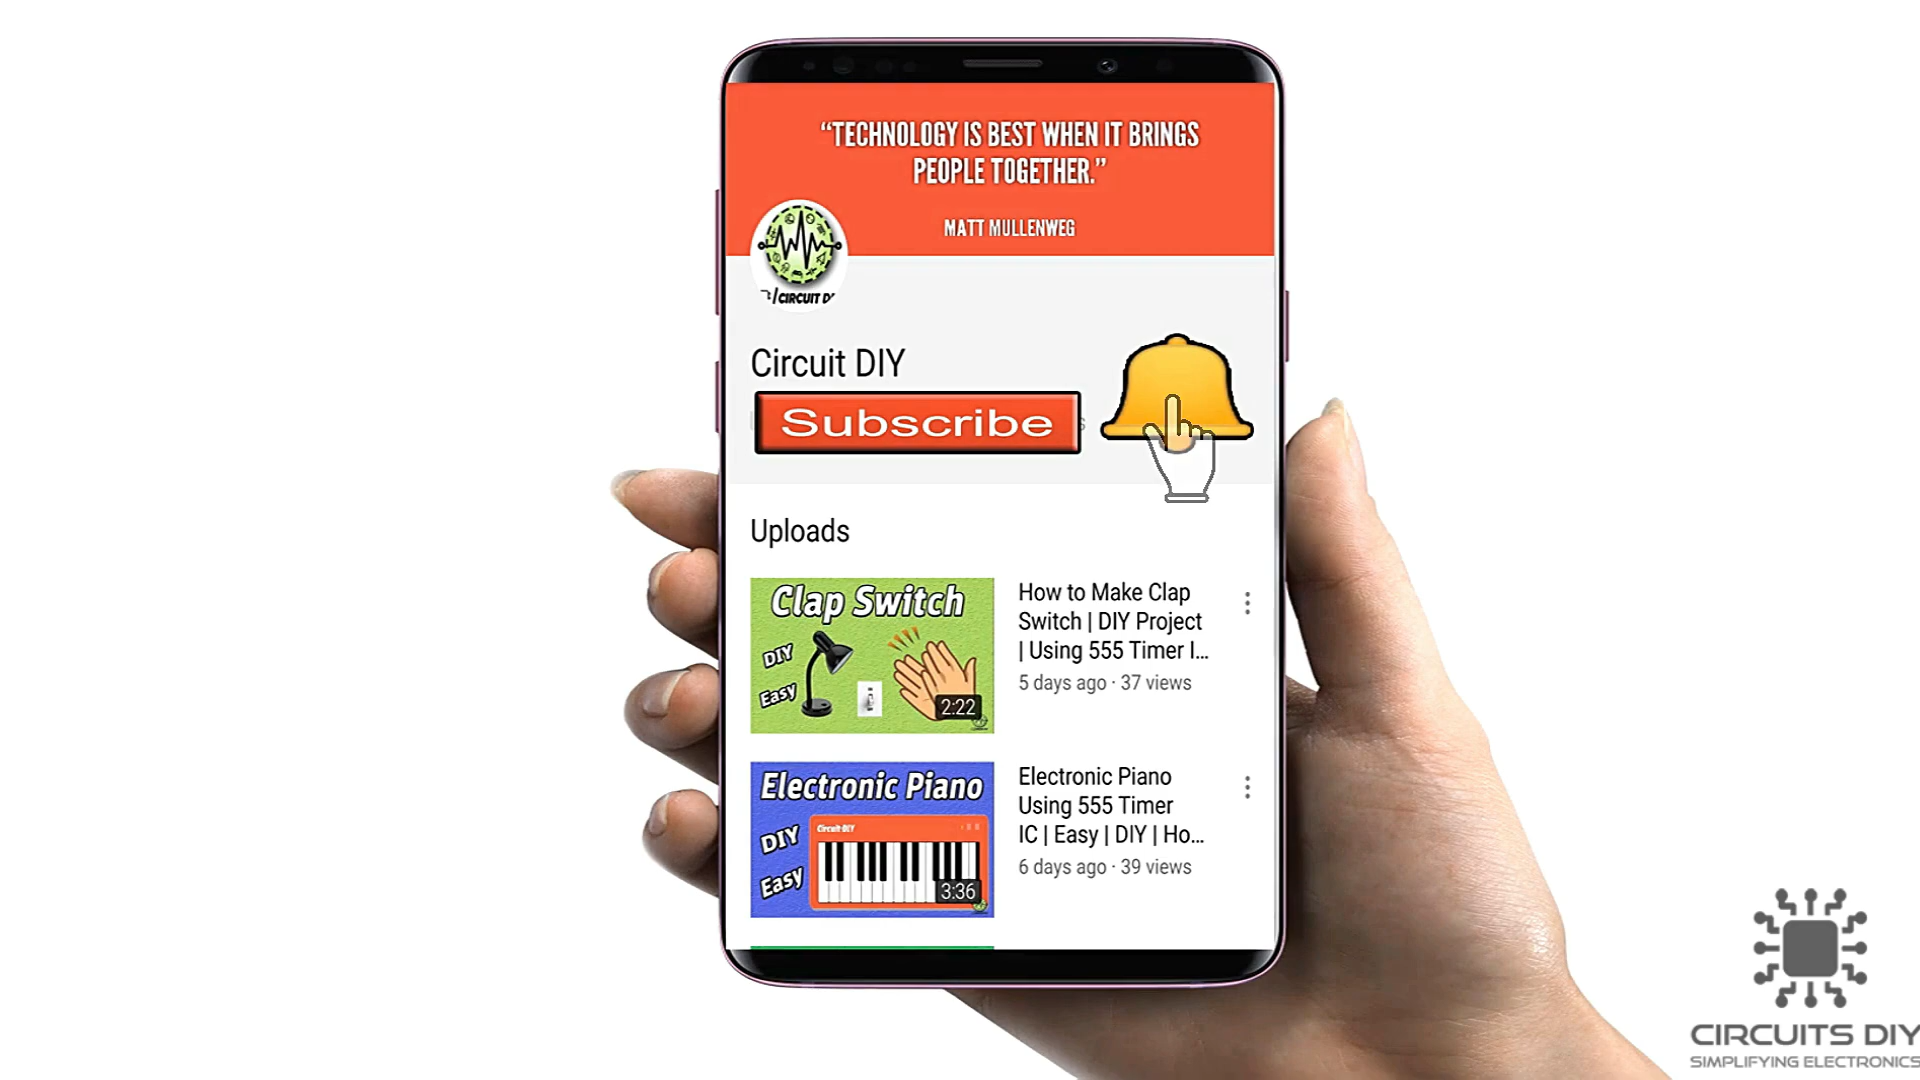 “TECHNOLOGY IS BEST WHEN IT BRINGS
PEOPLE TOGETHER.”
MATT MULLENWEG
/CIRCUIT D
Circuit DIY
Subscribe
Uploads
Clap Switch
DIY
Easy
2:22
How to Make Clap
Switch | DIY Project
| Using 555 Timer I...
5 days ago · 37 views
Electronic Piano
DIY
Easy
Circuit DIY
3:36
Electronic Piano
Using 555 Timer
IC | Easy | DIY | Ho...
6 days ago · 39 views
CIRCUITS DIY
SIMPLIFYING ELECTRONICS